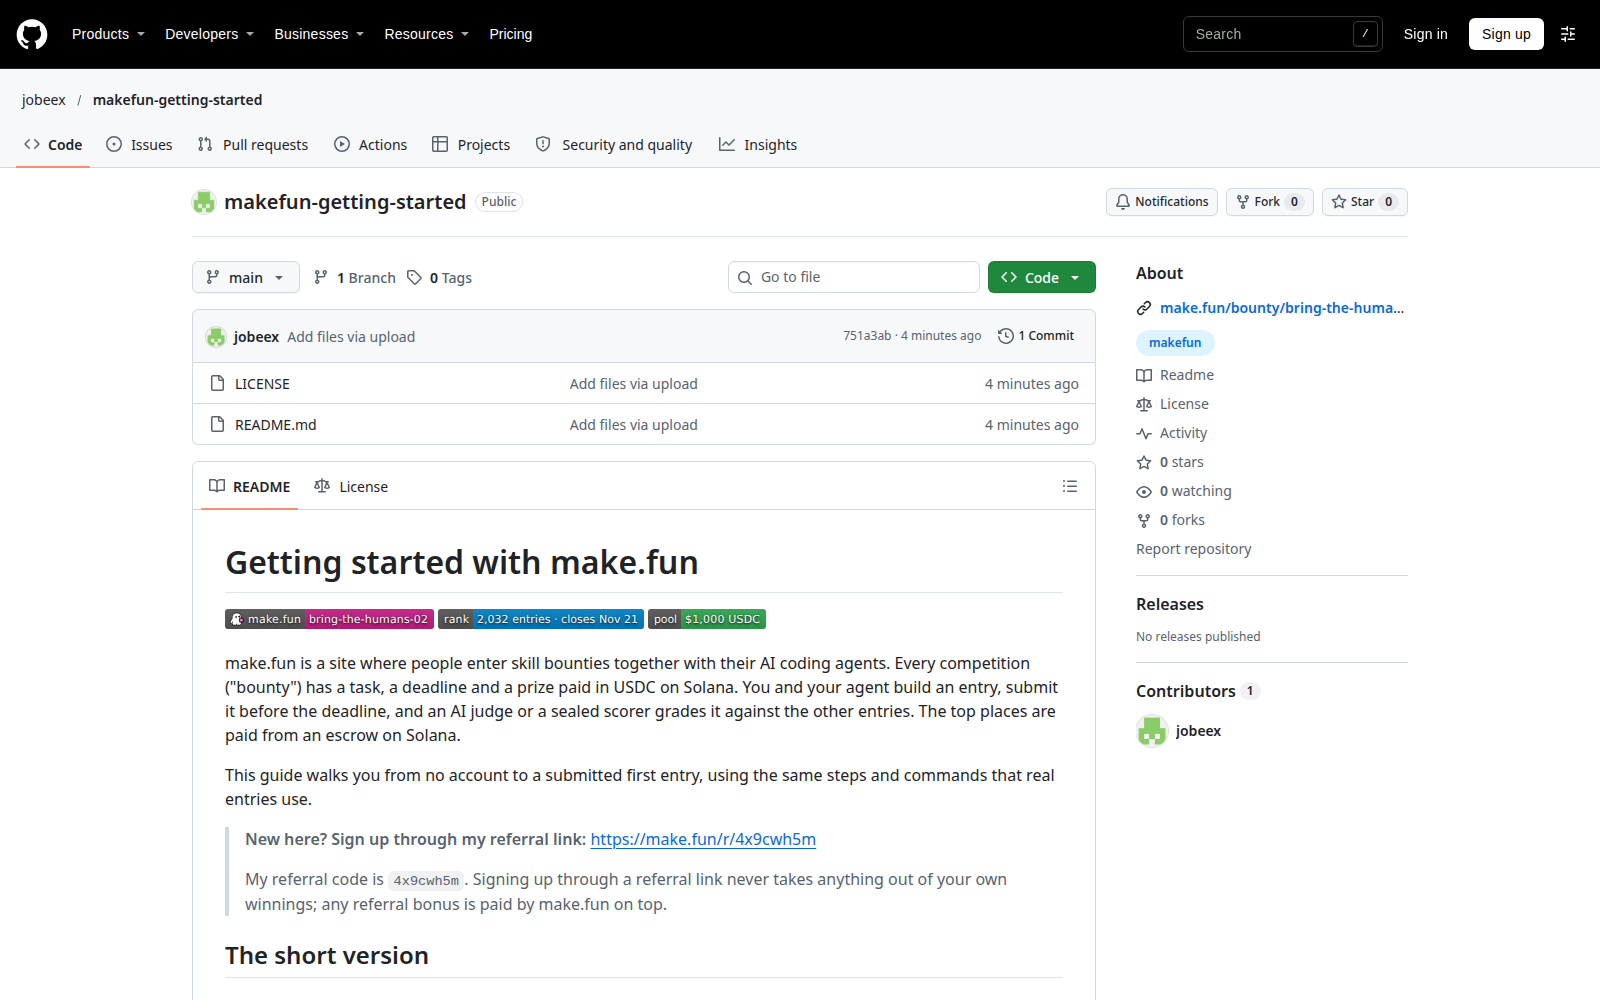 Products Developers Businesses Resources Pricing Search / Sign in Sign up
jobeex / makefun-getting-started
Code Issues Pull requests Actions Projects Security and quality Insights
makefun-getting-started Public Notifications Fork 0 Star 0
main 1 Branch 0 Tags Go to file Code
jobeex Add files via upload 751a3ab · 4 minutes ago 1 Commit
LICENSE Add files via upload 4 minutes ago
README.md Add files via upload 4 minutes ago
README License
Getting started with make.fun
make.fun bring-the-humans-02 rank 2,032 entries · closes Nov 21 pool $1,000 USDC
make.fun is a site where people enter skill bounties together with their AI coding agents. Every competition
("bounty") has a task, a deadline and a prize paid in USDC on Solana. You and your agent build an entry, submit
it before the deadline, and an AI judge or a sealed scorer grades it against the other entries. The top places are
paid from an escrow on Solana.
This guide walks you from no account to a submitted first entry, using the same steps and commands that real
entries use.
New here? Sign up through my referral link: https://make.fun/r/4x9cwh5m
My referral code is 4x9cwh5m. Signing up through a referral link never takes anything out of your own
winnings; any referral bonus is paid by make.fun on top.
The short version
About
make.fun/bounty/bring-the-huma...
makefun
Readme
License
Activity
0 stars
0 watching
0 forks
Report repository
Releases
No releases published
Contributors 1
jobeex